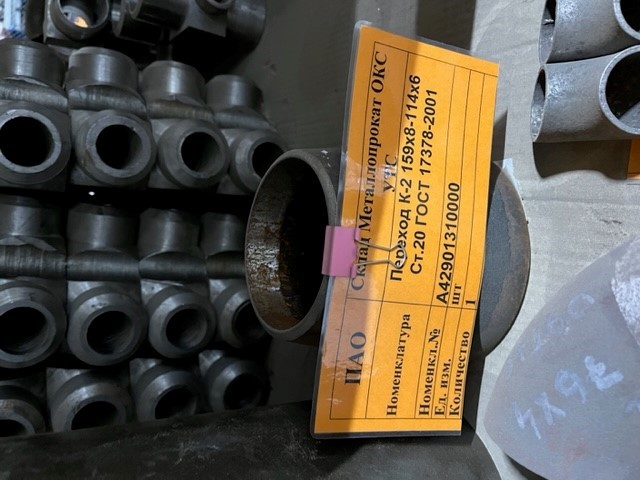 ПАО
Склад Металлопрокат ОКС
УТС
Номенклатура
Переход К-2 159х8-114х6
Ст.20 ГОСТ 17378-2001
Номенкл.№ А42901310000
Ед. изм. шт
Количество 1